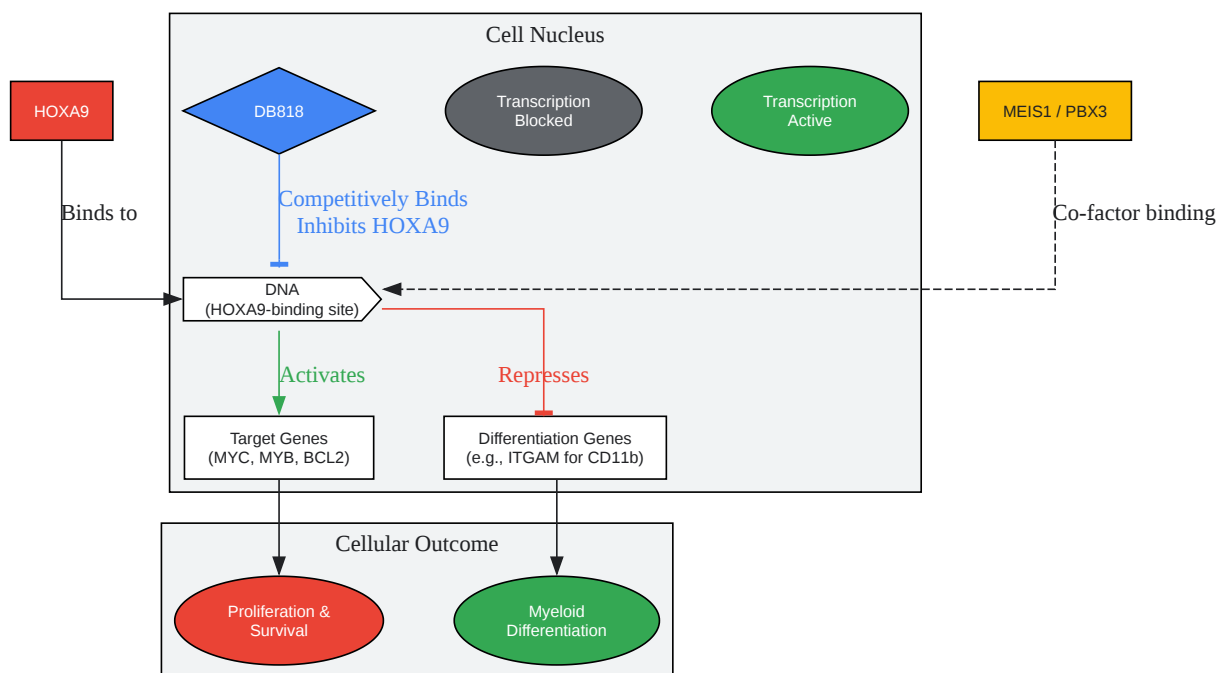 Cell Nucleus
HOXA9
DB818
Transcription
Blocked
Transcription
Active
MEIS1 / PBX3
Binds to
Competitively Binds
Inhibits HOXA9
Co-factor binding
DNA
(HOXA9-binding site)
Activates
Represses
Target Genes
(MYC, MYB, BCL2)
Differentiation Genes
(e.g., ITGAM for CD11b)
Cellular Outcome
Proliferation &
Survival
Myeloid
Differentiation